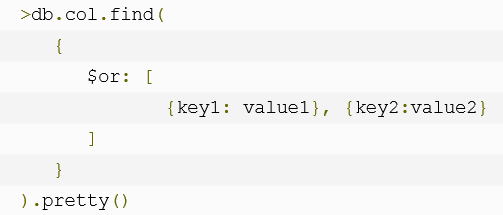 >db.col.find(
{
$or: [
{key1: value1}, {key2:value2}
]
}
).pretty()